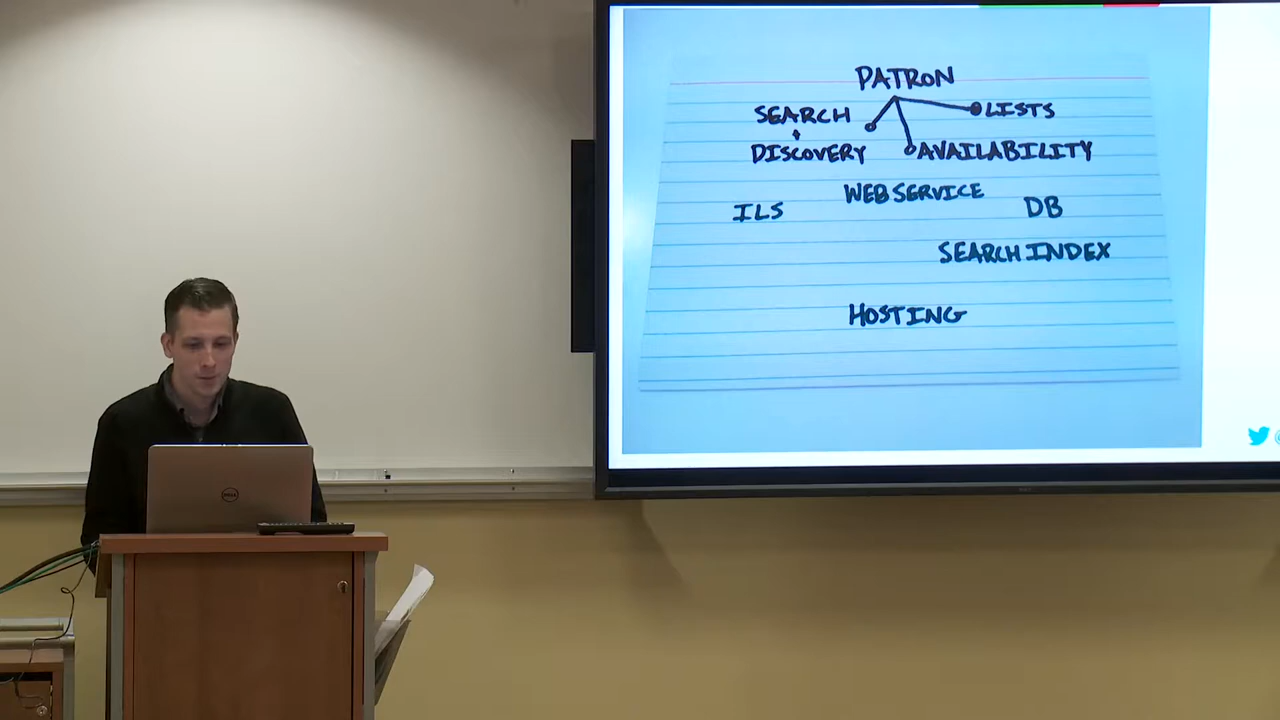 PATRON
SEARCH
LISTS
+
DISCOVERY
AVAILABILITY
WEB SERVICE
ILS
DB
SEARCH INDEX
HOSTING
DELL